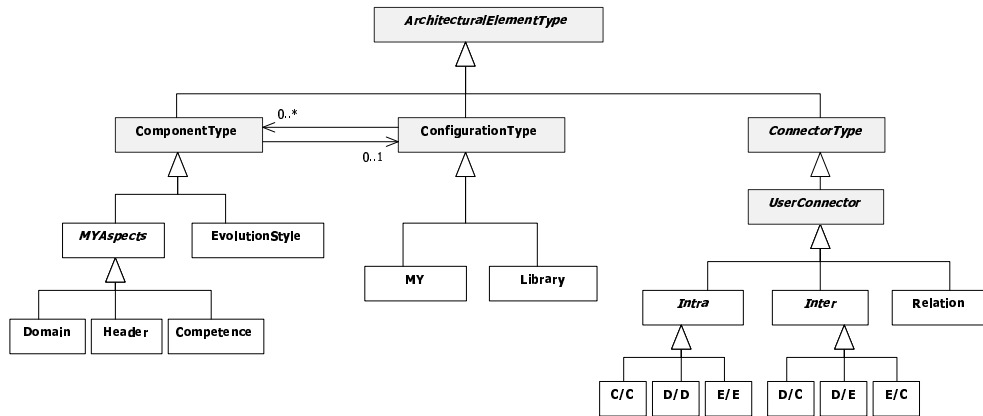 ArchitecturalElementType
0..*
ComponentType
ConfigurationType
ConnectorType
0..1
UserConnector
MYAspects
EvolutionStyle
MY
Library
Intra
Inter
Relation
Domain
Header
Competence
C/C
D/D
E/E
D/C
D/E
E/C